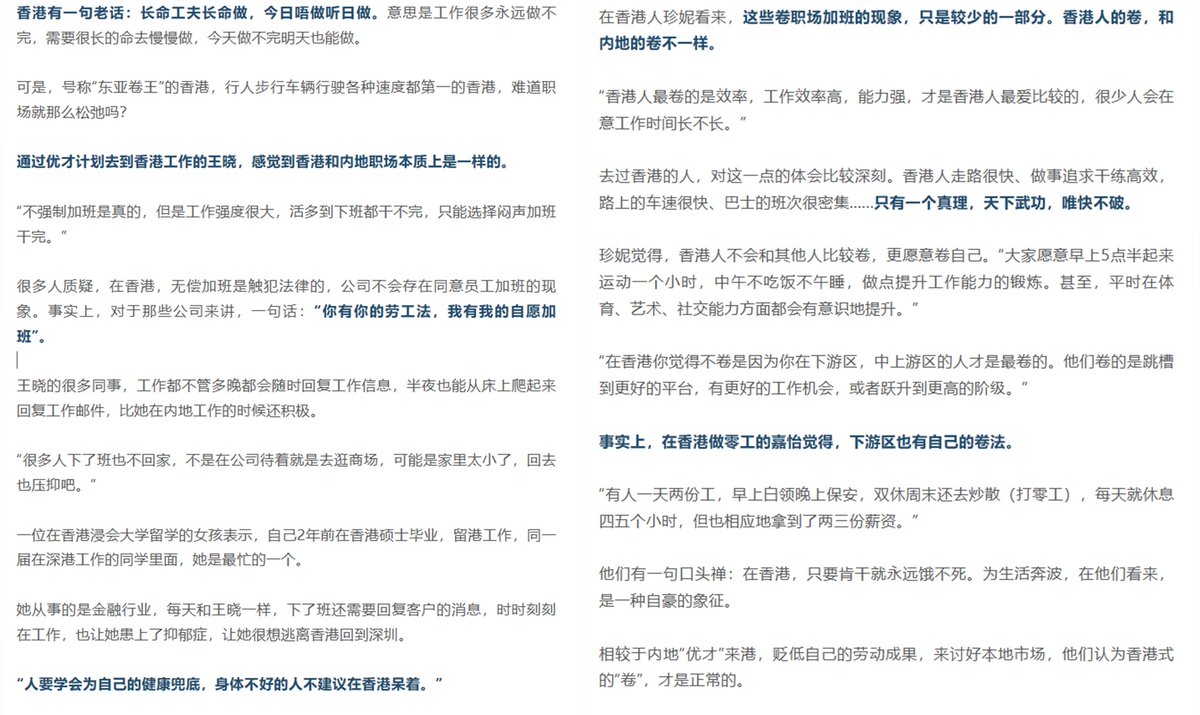 香港有一句老话：长命工夫长命做，今日唔做听日做。意思是工作很多永远做不
完，需要很长的命去慢慢做，今天做不完明天也能做。
可是，号称“东亚卷王”的香港，行人步行车辆行驶各种速度都第一的香港，难道职
场就那么松弛吗？
通过优才计划去到香港工作的王晓，感觉到香港和内地职场本质上是一样的。
“不强制加班是真的，但是工作强度很大，活多到下班都干不完，只能选择闷声加班
干完。”
很多人质疑，在香港，无偿加班是触犯法律的，公司不会存在同意员工加班的现
象。事实上，对于那些公司来讲，一句话：“你有你的劳工法，我有我的自愿加
班”。
王晓的很多同事，工作都不管多晚都会随时回复工作信息，半夜也能从床上爬起来
回复工作邮件，比她在内地工作的时候还积极。
“很多人下了班也不回家，不是在公司待着就是去逛商场，可能是家里太小了，回去
也压抑吧。”
一位在香港浸会大学留学的女孩表示，自己2年前在香港硕士毕业，留港工作，同一
届在深港工作的同学里面，她是最忙的一个。
她从事的是金融行业，每天和王晓一样，下了班还需要回复客户的消息，时时刻刻
在工作，也让她患上了抑郁症，让她很想逃离香港回到深圳。
“人要学会为自己的健康兜底，身体不好的人不建议在香港呆着。”
在香港人珍妮看来，这些卷职场加班的现象，只是较少的一部分。香港人的卷，和
内地的卷不一样。
“香港人最卷的是效率，工作效率高，能力强，才是香港人最爱比较的，很少人会在
意工作时间长不长。”
去过香港的人，对这一点的体会比较深刻。香港人走路很快、做事追求干练高效，
路上的车速很快、巴士的班次很密集......只有一个真理，天下武功，唯快不破。
珍妮觉得，香港人不会和其他人比较卷，更愿意卷自己。“大家愿意早上5点半起来
运动一个小时，中午不吃饭不午睡，做点提升工作能力的锻炼。甚至，平时在体
育、艺术、社交能力方面都会有意识地提升。”
“在香港你觉得不卷是因为你在下游区，中上游区的人才是最卷的。他们卷的是跳槽
到更好的平台，有更好的工作机会，或者跃升到更高的阶级。”
事实上，在香港做零工的嘉怡觉得，下游区也有自己的卷法。
“有人一天两份工，早上白领晚上保安，双休周末还去炒散（打零工），每天就休息
四五个小时，但也相应地拿到了两三份薪资。”
他们有一句口头禅：在香港，只要肯干就永远饿不死。为生活奔波，在他们看来，
是一种自豪的象征。
相较于内地“优才”来港，贬低自己的劳动成果，来讨好本地市场，他们认为香港式
的“卷”，才是正常的。